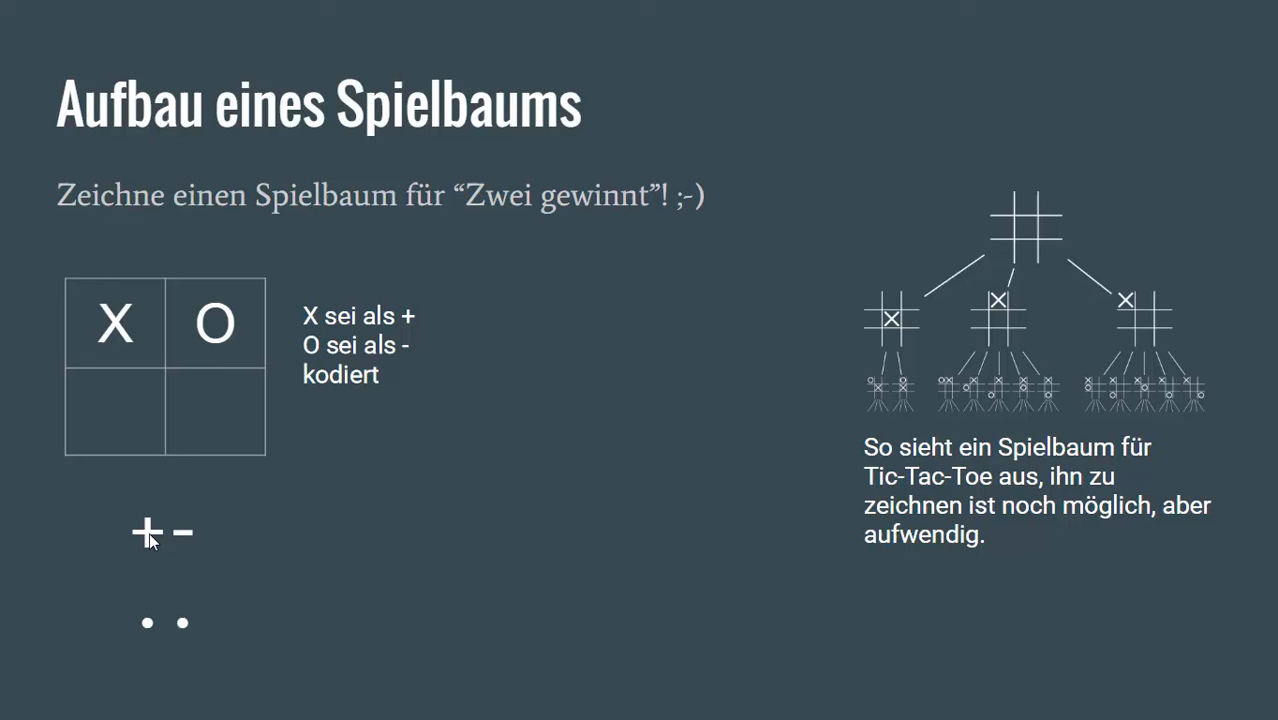 Aufbau eines Spielbaums
Zeichne einen Spielbaum für “Zwei gewinnt”! ;-)
X O
X sei als +
O sei als -
kodiert
+ -
• •
So sieht ein Spielbaum für
Tic-Tac-Toe aus, ihn zu
zeichnen ist noch möglich, aber
aufwendig.